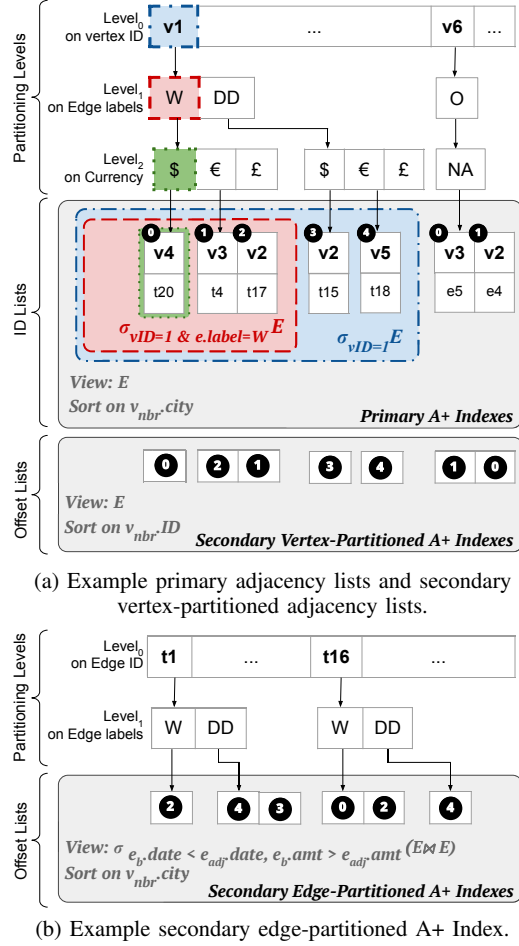 Partitioning Levels
Level0 on vertex ID
v1 ... v6 ...
Level1 on Edge labels
W DD O
Level2 on Currency
$ € £ $ € £ NA
ID Lists
0 1 2 3 4 0 1
v4 v3 v2 v2 v5 v3 v2
t20 t4 t17 t15 t18 e5 e4
σvID=1 & e.label=W E
σvID=1E
View: E
Sort on vnbr.city
Primary A+ Indexes
Offset Lists
0 2 1 3 4 1 0
View: E
Sort on vnbr.ID
Secondary Vertex-Partitioned A+ Indexes
(a) Example primary adjacency lists and secondary
vertex-partitioned adjacency lists.
Partitioning Levels
Level0 on Edge ID
t1 ... t16 ...
Level1 on Edge labels
W DD W DD
Offset Lists
2 4 3 0 2 4
View: σ eb.date < eadj.date, eb.amt > eadj.amt (E⋈E)
Sort on vnbr.city
Secondary Edge-Partitioned A+ Indexes
(b) Example secondary edge-partitioned A+ Index.